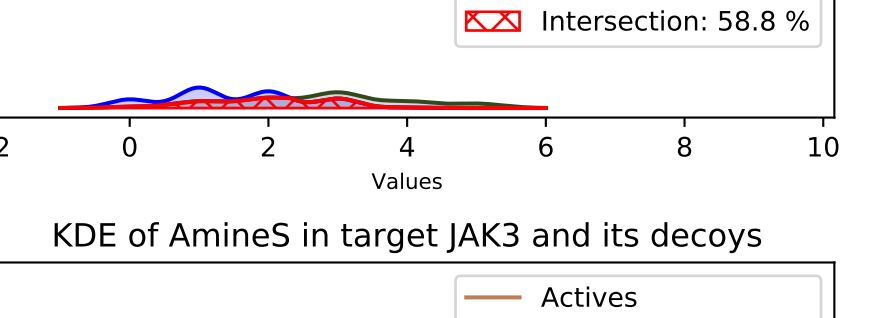 Intersection: 58.8 %
2 0 2 4 6 8 10
Values
KDE of AmineS in target JAK3 and its decoys
Actives